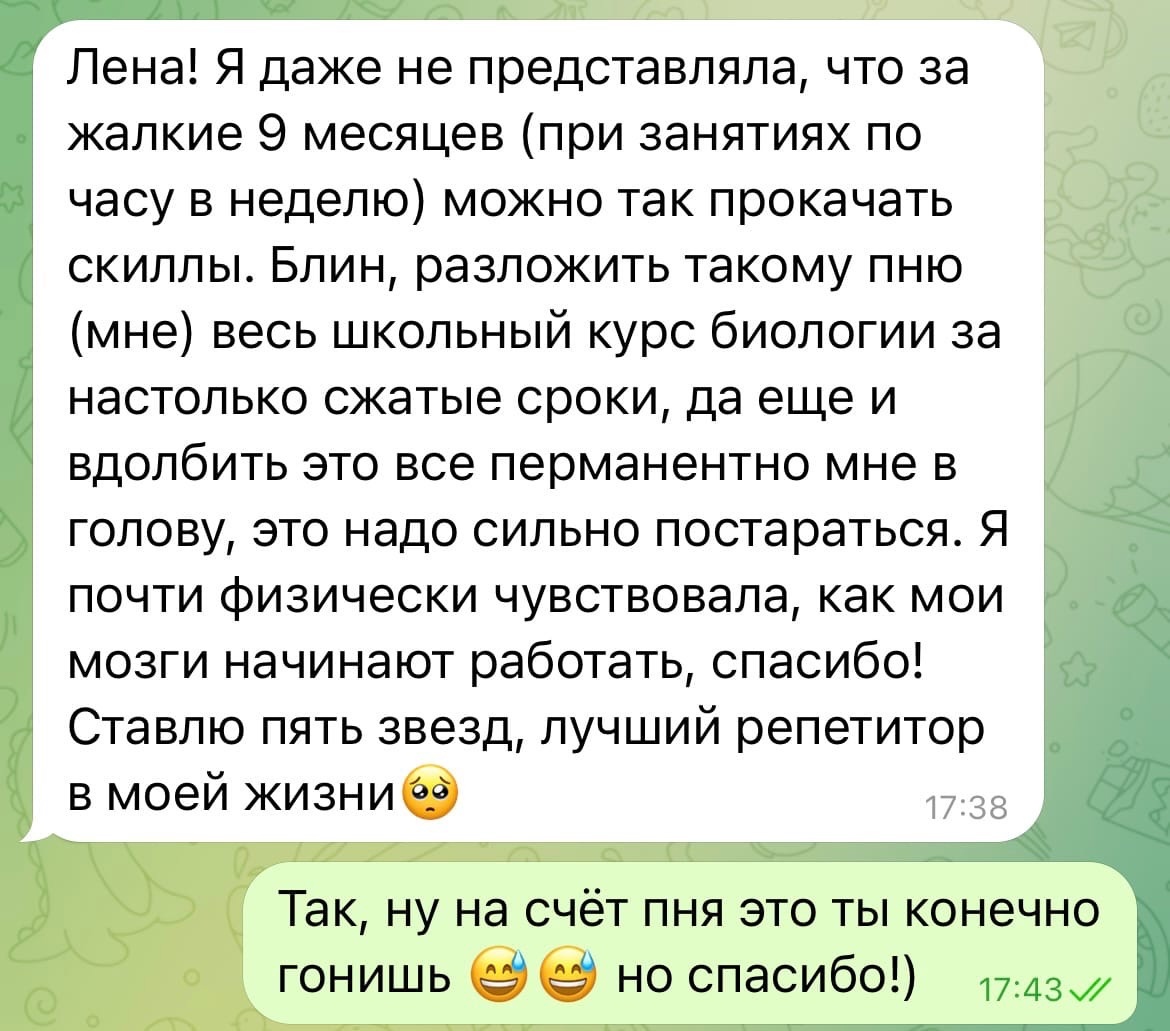 Лена! Я даже не представляла, что за
жалкие 9 месяцев (при занятиях по
часу в неделю) можно так прокачать
скиллы. Блин, разложить такому пню
(мне) весь школьный курс биологии за
настолько сжатые сроки, да еще и
вдолбить это все перманентно мне в
голову, это надо сильно постараться. Я
почти физически чувствовала, как мои
мозги начинают работать, спасибо!
Ставлю пять звезд, лучший репетитор
в моей жизни🥺
17:38
Так, ну на счёт пня это ты конечно
гонишь 😅😅 но спасибо!)
17:43